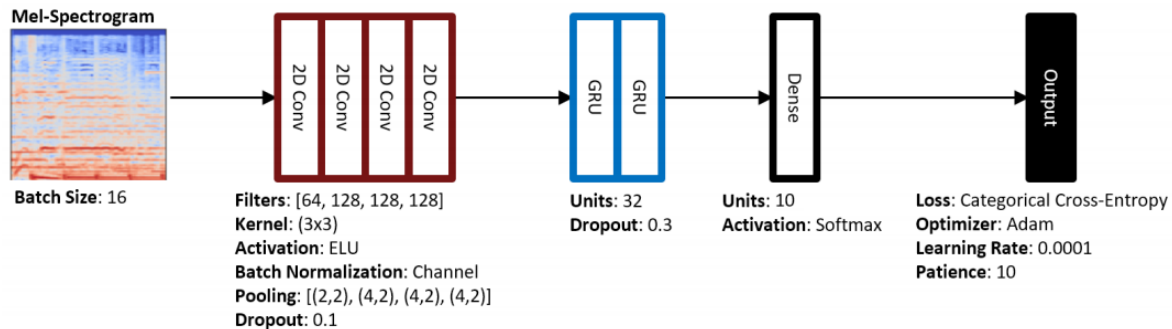 Mel-Spectrogram
2D Conv
2D Conv
2D Conv
2D Conv
GRU
GRU
Dense
Output
Batch Size: 16
Filters: [64, 128, 128, 128]
Kernel: (3x3)
Activation: ELU
Batch Normalization: Channel
Pooling: [(2,2), (4,2), (4,2), (4,2)]
Dropout: 0.1
Units: 32
Dropout: 0.3
Units: 10
Activation: Softmax
Loss: Categorical Cross-Entropy
Optimizer: Adam
Learning Rate: 0.0001
Patience: 10